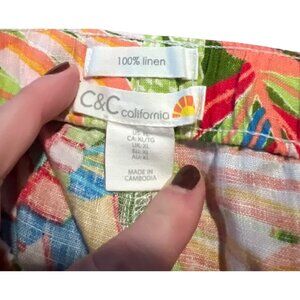 100% linen
C&C california
CA: XL/TG
UK: XL
AU: XL
MADE IN
CAMBODIA